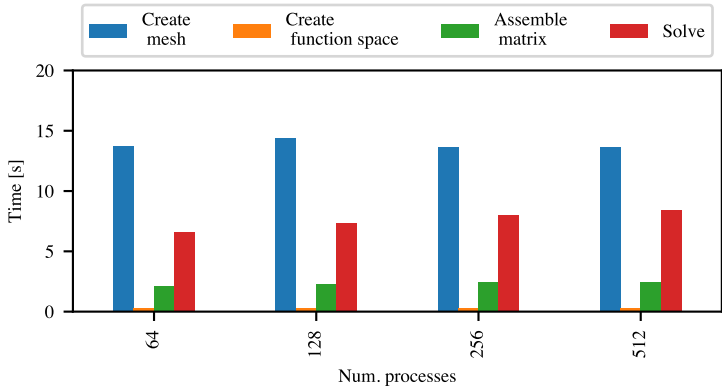 Create
mesh
Create
function space
Assemble
matrix
Solve
20
15
10
5
0
Time [s]
64
128
256
512
Num. processes